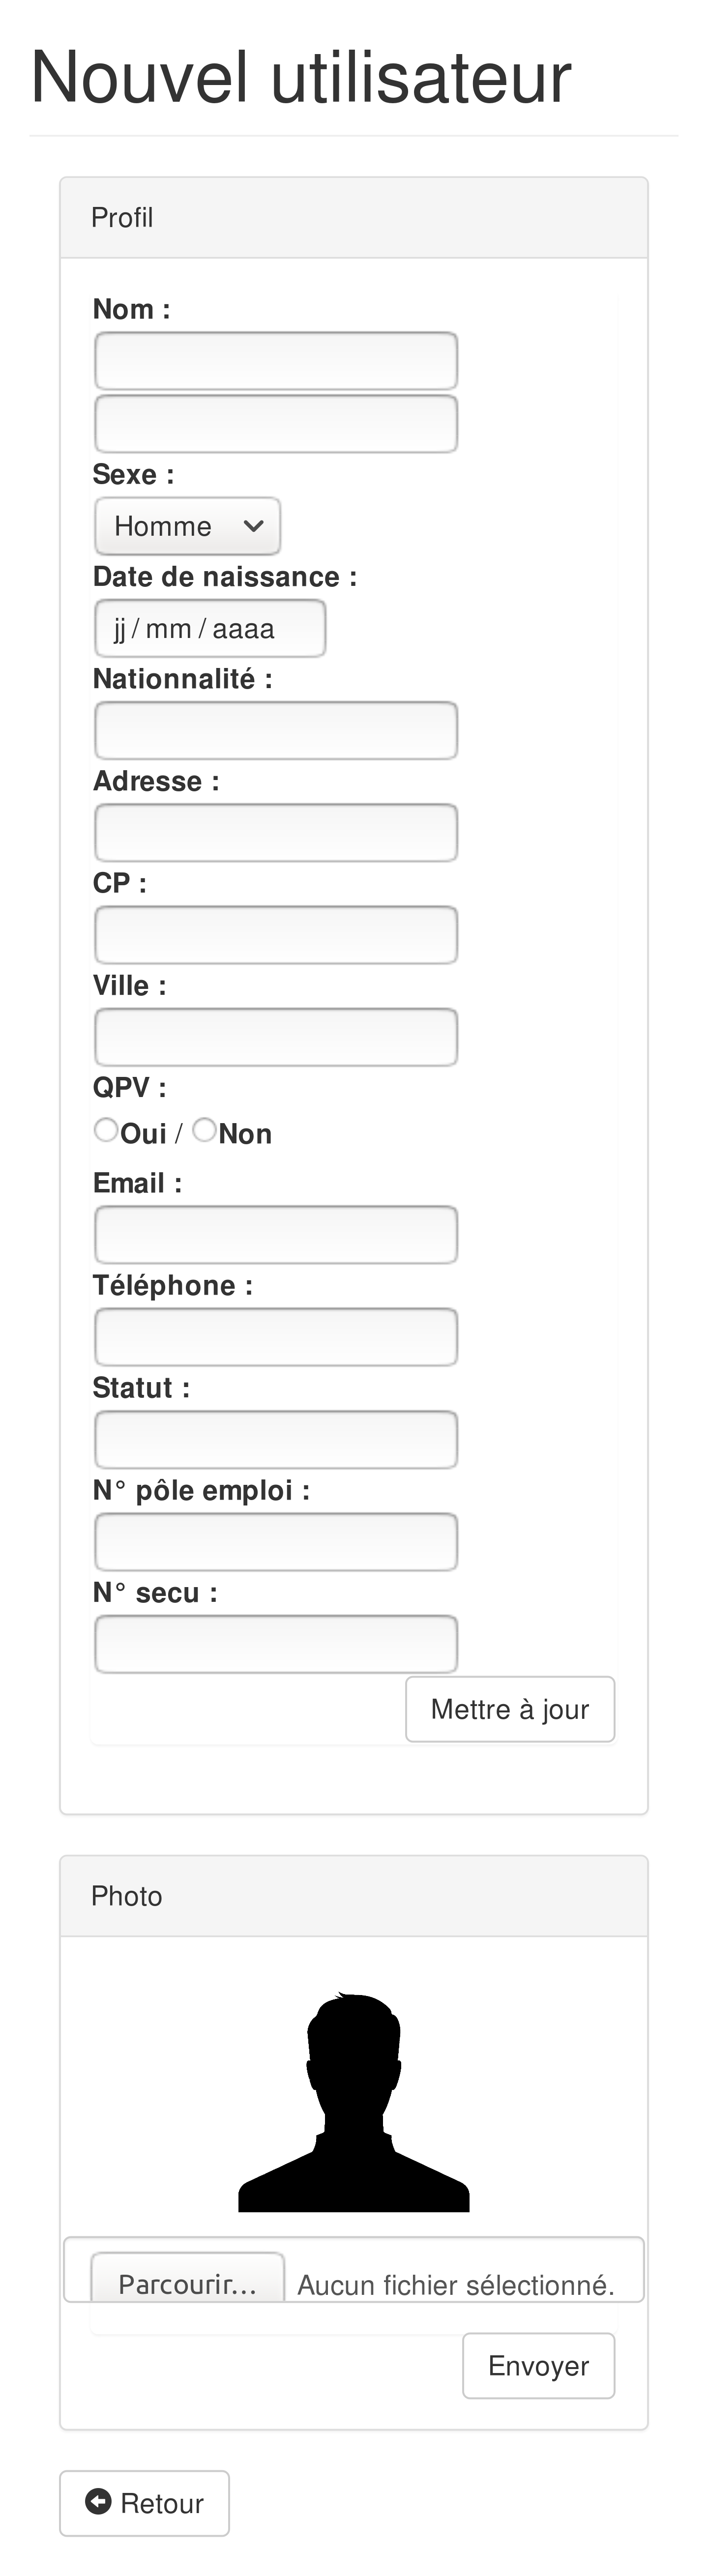 Nouvel utilisateur
Profil
Nom :
Sexe :
Homme
Date de naissance :
jj / mm / aaaa
Nationnalité :
Adresse :
CP :
Ville :
QPV :
Oui / Non
Email :
Téléphone :
Statut :
N° pôle emploi :
N° secu :
Mettre à jour
Photo
Parcourir... Aucun fichier sélectionné.
Envoyer
Retour